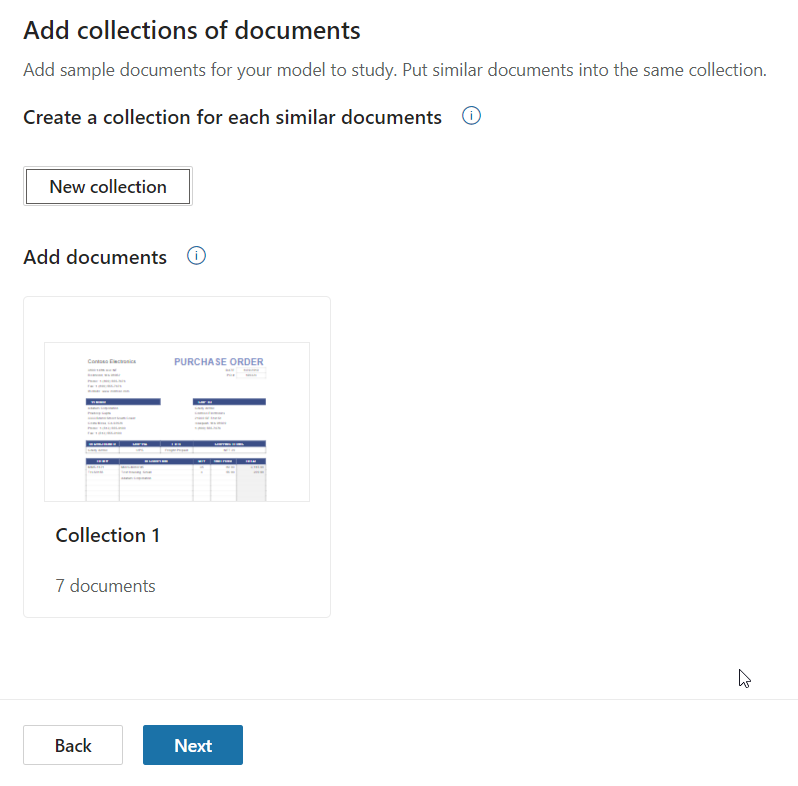 Add collections of documents
Add sample documents for your model to study. Put similar documents into the same collection.
Create a collection for each similar documents
New collection
Add documents
Contoso Electronics
PURCHASE ORDER
Collection 1
7 documents
Back
Next